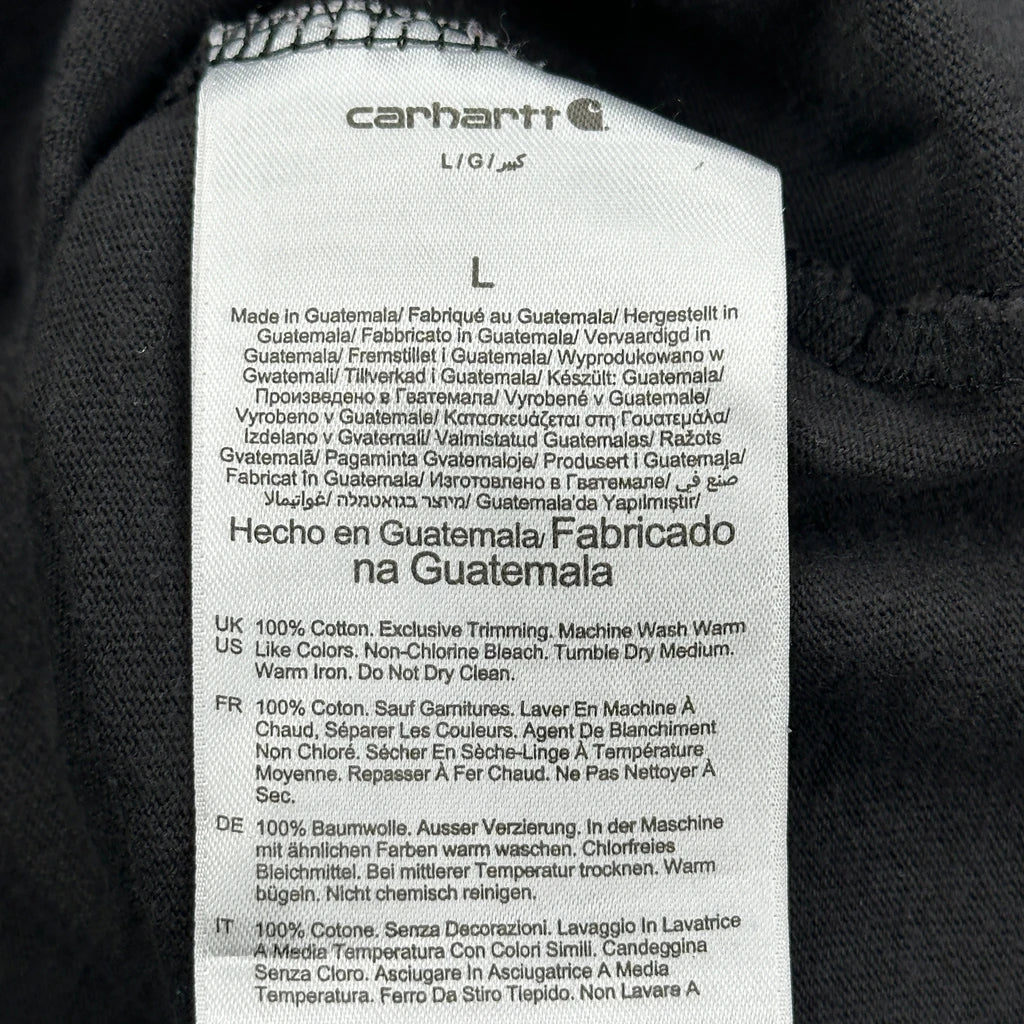 carhartt
L/G/كبير
L
Made in Guatemala/ Fabriqué au Guatemala/ Hergestellt in
Guatemala/ Fabbricato in Guatemala/ Vervaardigd in
Guatemala/ Fremstillet i Guatemala/ Wyprodukowano w
Gwatemali/ Tillverkad i Guatemala/ Készült: Guatemala/
Произведено в Гватемала/ Vyrobené v Guatemale/
Vyrobeno v Guatemale/ Κατασκευάζεται στη Γουατεμάλα/
Izdelano v Gvatemali/ Valmistatud Guatemalas/ Ražots
Gvatemalā/ Pagaminta Gvatemaloje/ Produsert i Guatemala/
Fabricat în Guatemala/ Изготовлено в Гватемале/ صنع في
غواتيمالا/ מיוצר בגואטמלה/ Guatemala'da Yapılmıştır/
Hecho en Guatemala/ Fabricado
na Guatemala
UK 100% Cotton. Exclusive Trimming. Machine Wash Warm
US Like Colors. Non-Chlorine Bleach. Tumble Dry Medium.
Warm Iron. Do Not Dry Clean.
FR 100% Coton. Sauf Garnitures. Laver En Machine À
Chaud, Séparer Les Couleurs. Agent De Blanchiment
Non Chloré. Sécher En Sèche-Linge À Température
Moyenne. Repasser À Fer Chaud. Ne Pas Nettoyer À
Sec.
DE 100% Baumwolle. Ausser Verzierung. In der Maschine
mit ähnlichen Farben warm waschen. Chlorfreies
Bleichmittel. Bei mittlerer Temperatur trocknen. Warm
bügeln. Nicht chemisch reinigen.
IT 100% Cotone. Senza Decorazioni. Lavaggio In Lavatrice
A Media Temperatura Con Colori Simili. Candeggina
Senza Cloro. Asciugare In Asciugatrice A Media
Temperatura. Ferro Da Stiro Tiepido. Non Lavare A